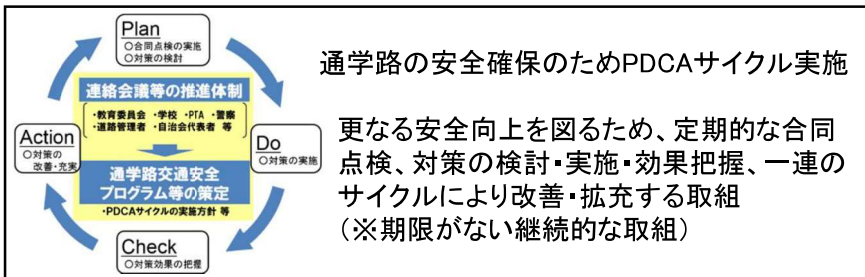 Plan
○合同点検の実施
○対策の検討
連絡会議等の推進体制
・教育委員会 ・学校 ・PTA ・警察
・道路管理者 ・自治会代表者 等
Action
○対策の
改善・充実
Do
○対策の実施
通学路交通安全
プログラム等の策定
・PDCAサイクルの実施方針 等
Check
○対策効果の把握
通学路の安全確保のためPDCAサイクル実施
更なる安全向上を図るため、定期的な合同
点検、対策の検討・実施・効果把握、一連の
サイクルにより改善・拡充する取組
（※期限がない継続的な取組）